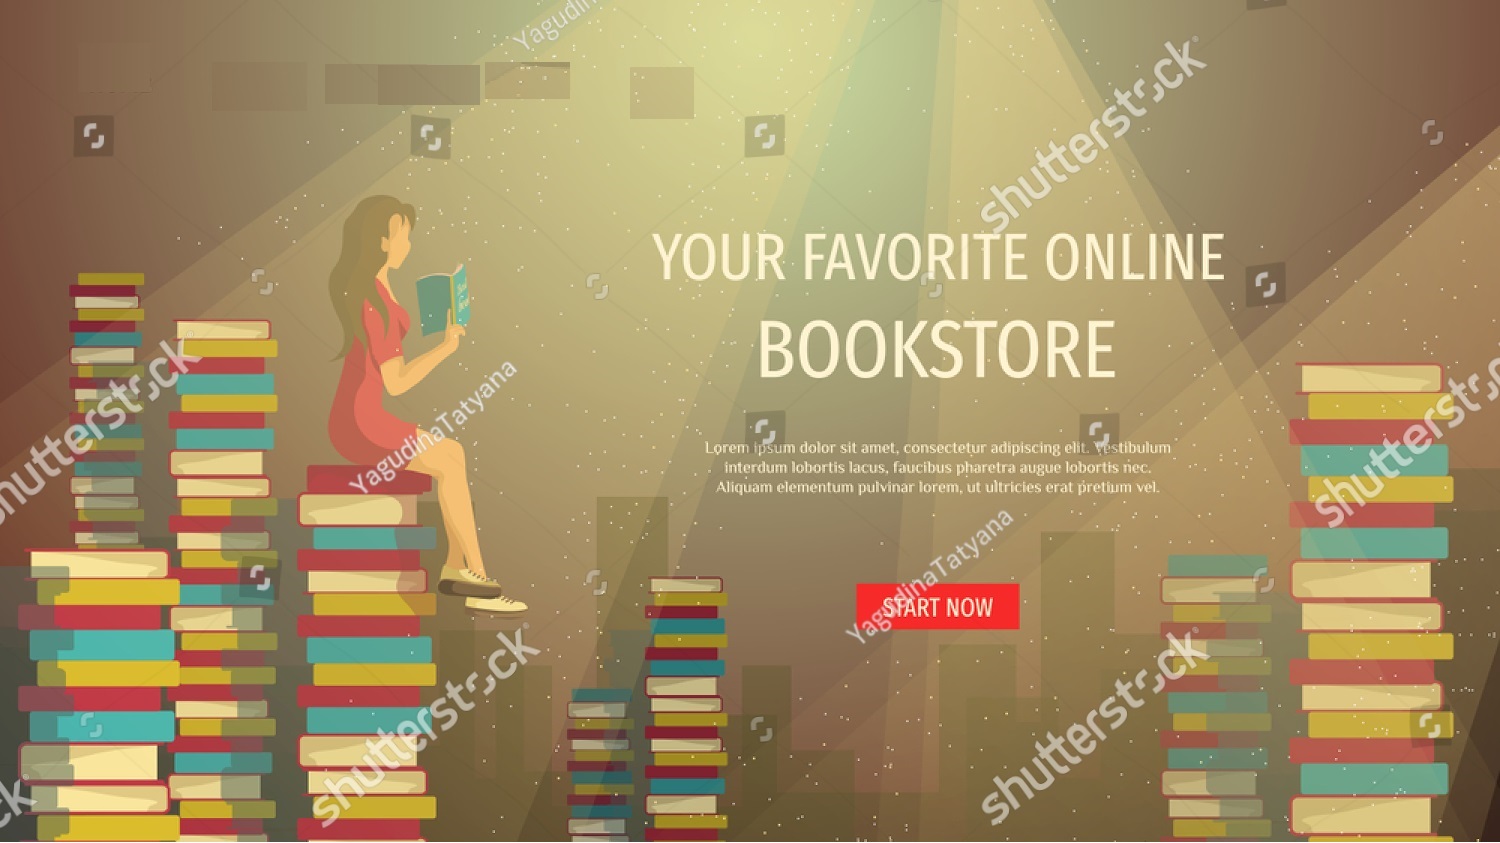 YagudinaTatyana
shutterstock
YOUR FAVORITE ONLINE
BOOKSTORE
shutterstock
YagudinaTatyana
shutterstock
Lorem ipsum dolor sit amet, consectetur adipiscing elit. Vestibulum
interdum lobortis lacus, faucibus pharetra augue lobortis nec.
Aliquam elementum pulvinar lorem, ut ultricies erat pretium vel.
YagudinaTatyana
START NOW
shutterstock
shutterstock